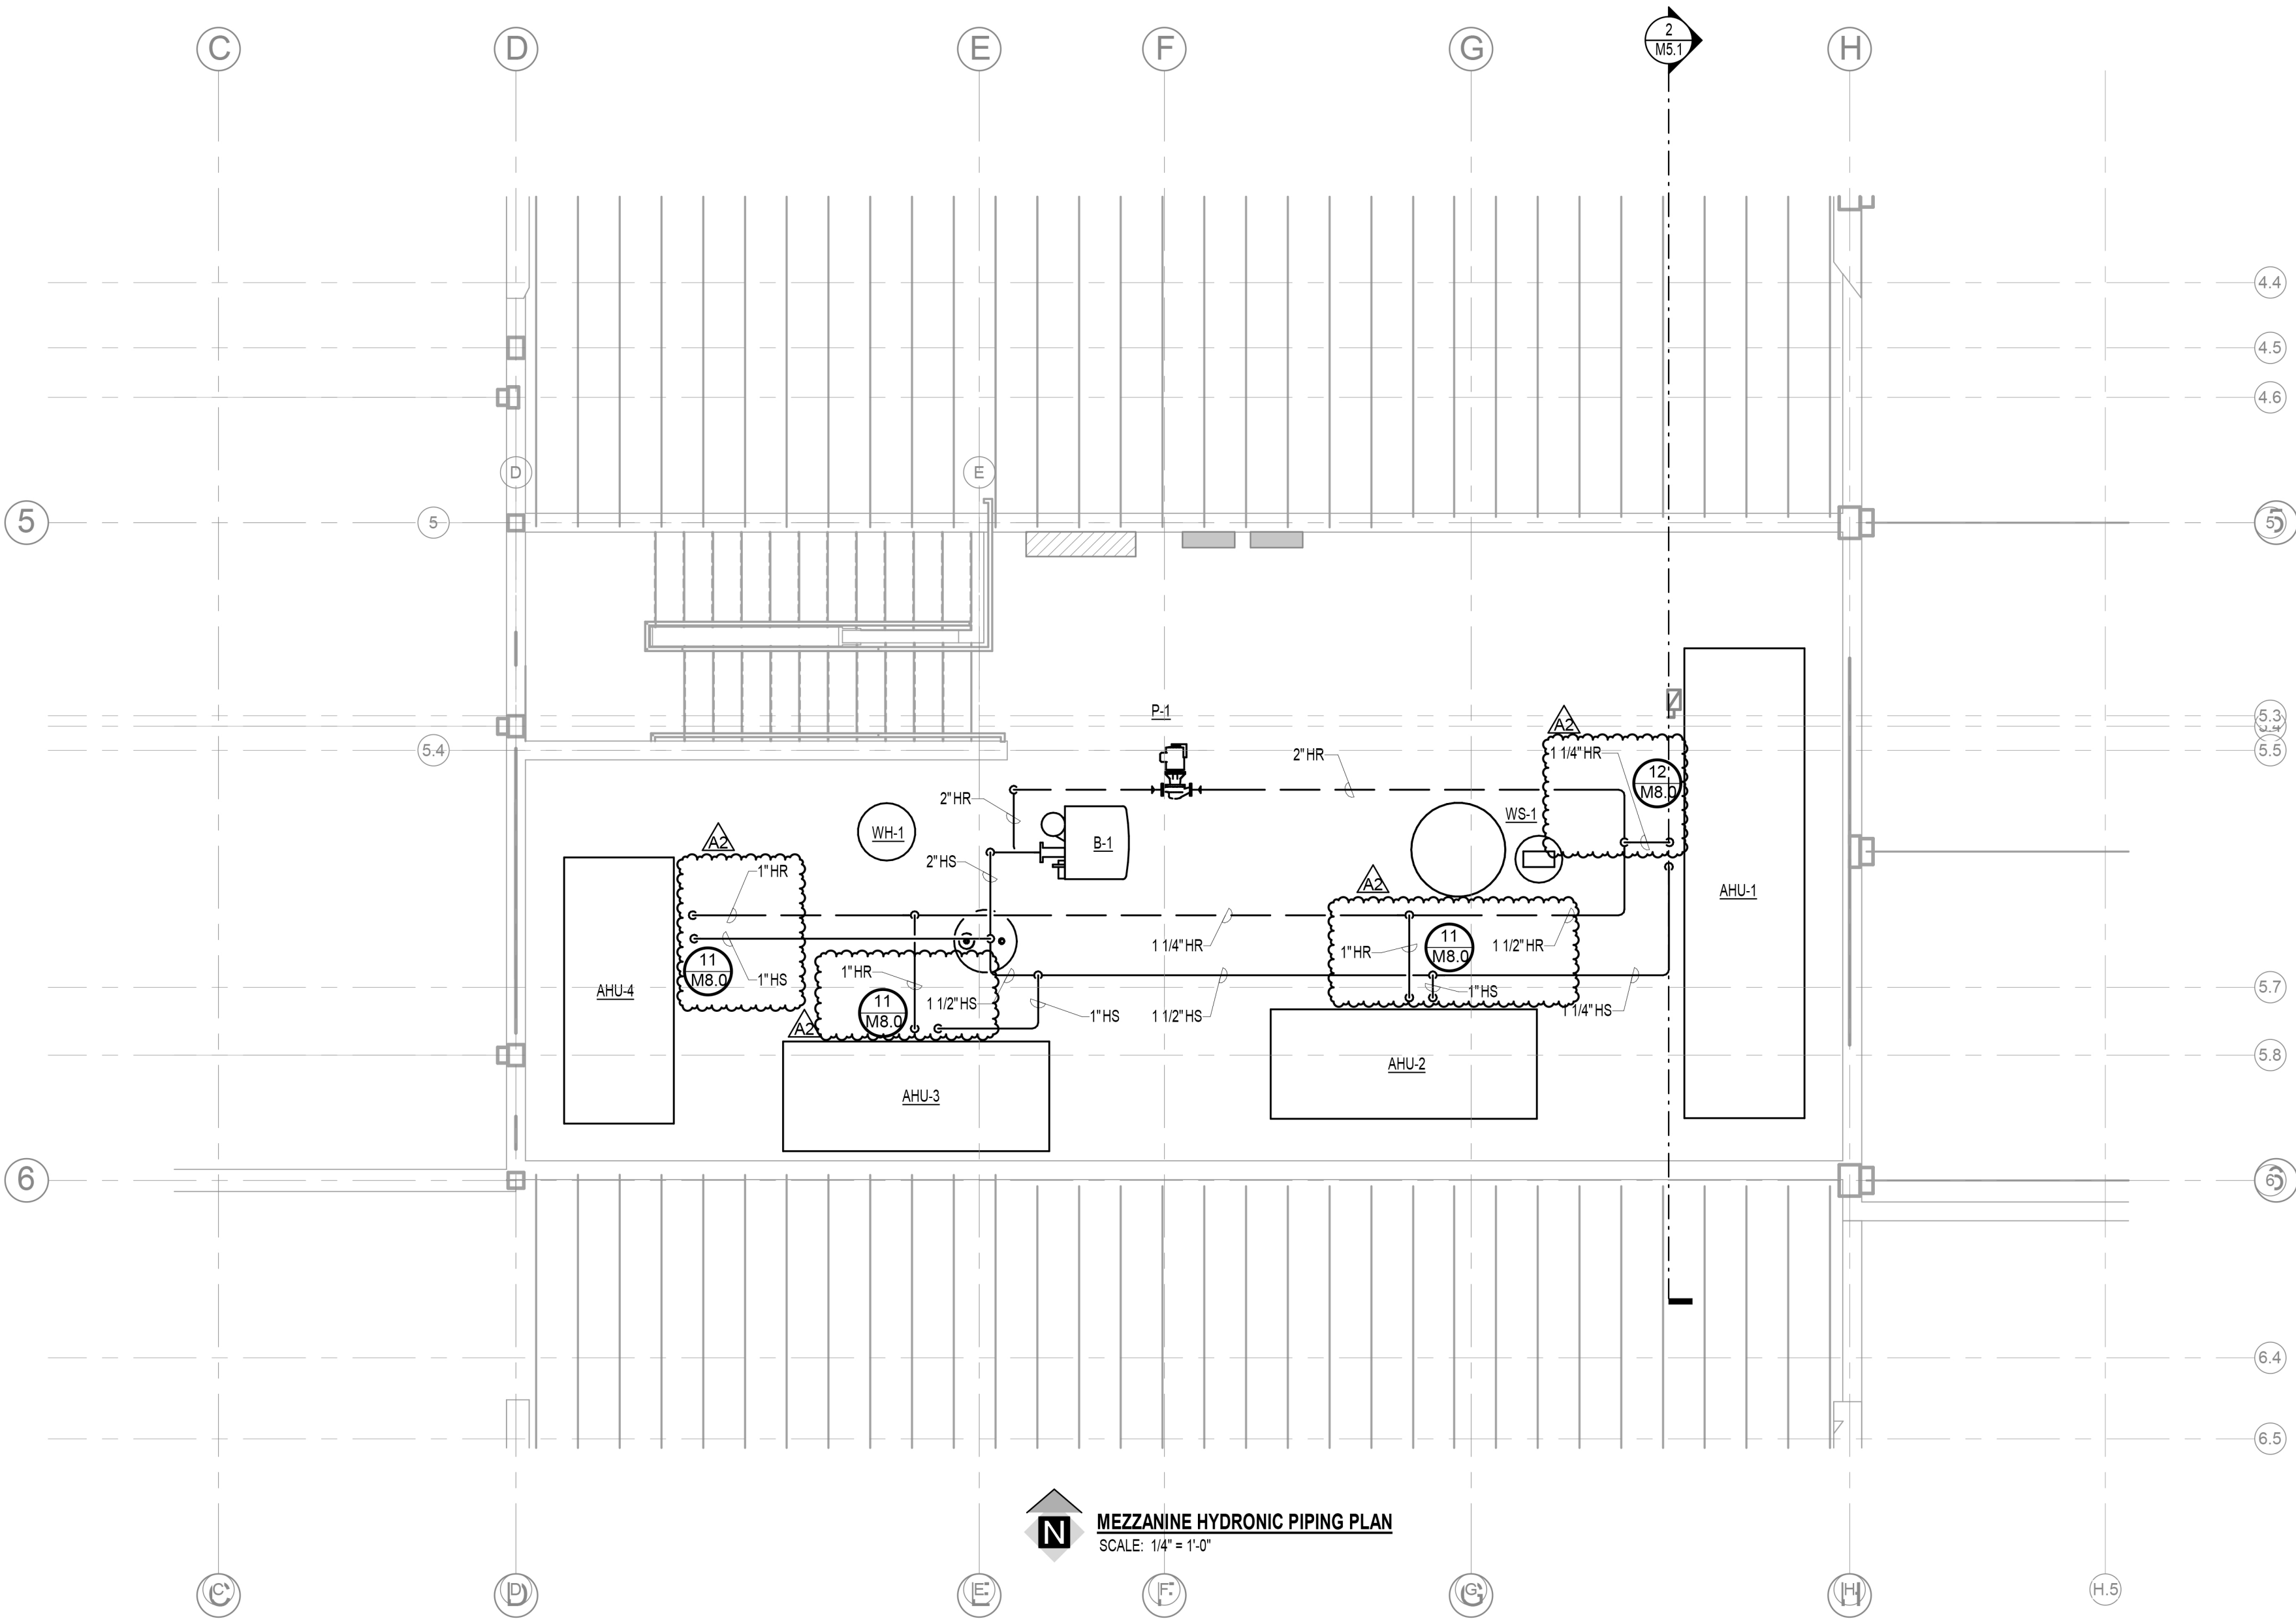 C
D
E
F
G
2
M5.1
H
4.4
4.5
4.6
D
E
5
5
5
5
5.3
5.4
5.5
5.4
P-1
A2
1 1/4" HR
12
M8.0
2" HR
2" HR
WS-1
WH-1
B-1
A2
2" HS
A2
1" HR
AHU-1
1 1/4" HR
1" HR
11
M8.0
1 1/2" HR
11
M8.0
1" HS
1" HR
AHU-4
11
M8.0
1 1/2" HS
1" HS
1 1/2" HS
1" HS
1 1/4" HS
A2
5.7
5.8
AHU-2
AHU-3
6
6
6
6.4
6.5
N
MEZZANINE HYDRONIC PIPING PLAN
SCALE: 1/4" = 1'-0"
C
C
D
D
E
E
F
F
G
G
H
H
H.5